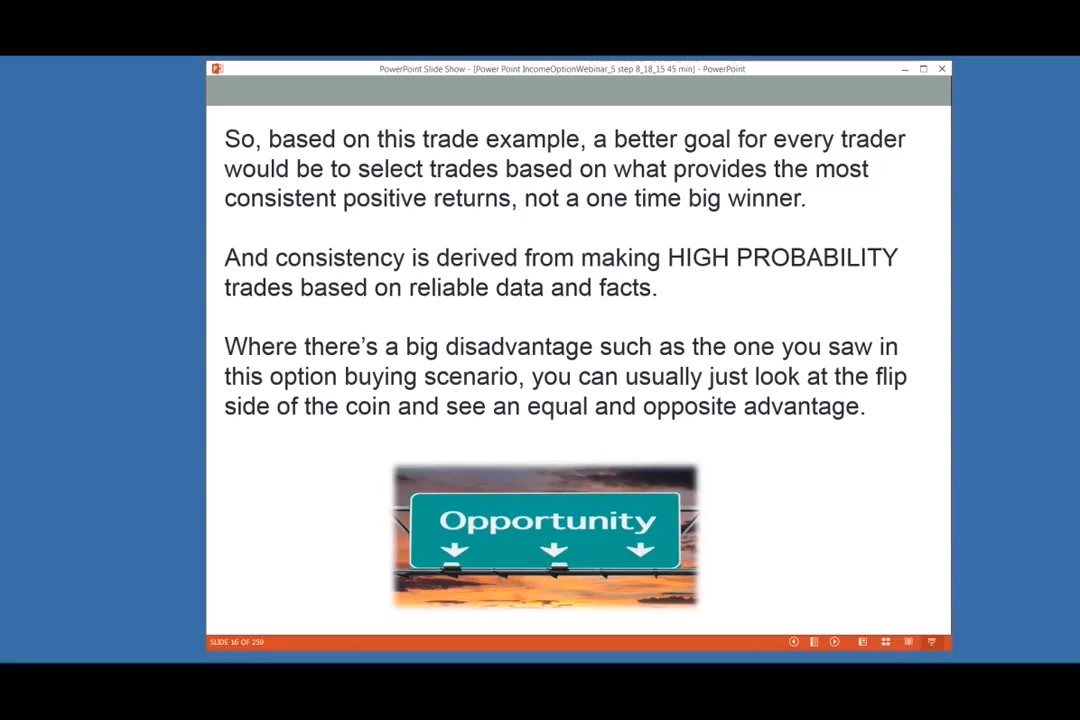 PowerPoint Slide Show - [Power Point IncomeOptionWebinar_5 step 8_18_15 45 min] - PowerPoint
So, based on this trade example, a better goal for every trader
would be to select trades based on what provides the most
consistent positive returns, not a one time big winner.
And consistency is derived from making HIGH PROBABILITY
trades based on reliable data and facts.
Where there's a big disadvantage such as the one you saw in
this option buying scenario, you can usually just look at the flip
side of the coin and see an equal and opposite advantage.
Opportunity
SLIDE 16 OF 259